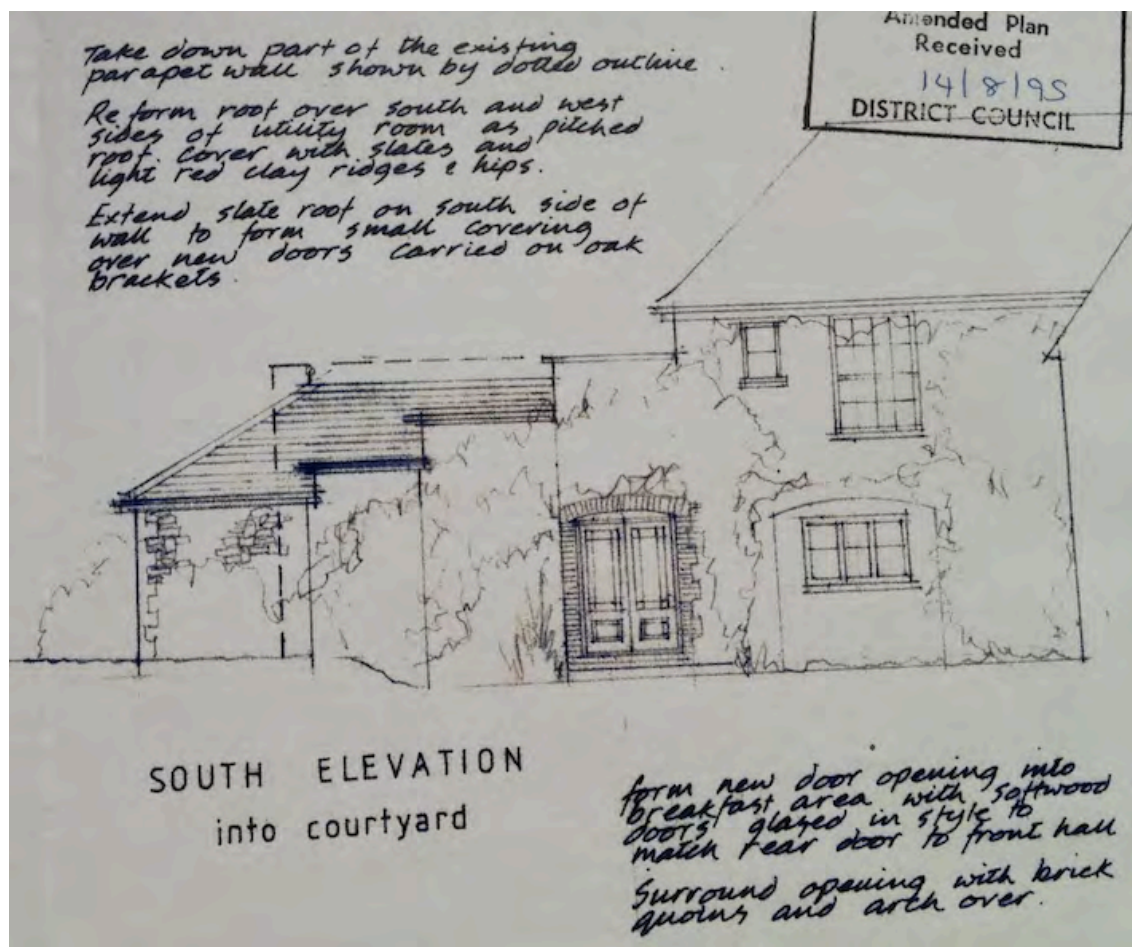 Take down part of the existing
parapet wall shown by dotted outline.
Re form roof over south and west
sides of utility room as pitched
roof. Cover with slates and
light red clay ridges & hips.
Extend slate roof on south side of
wall to form small covering
over new doors carried on oak
brackets.
Amended Plan
Received
14/8/95
DISTRICT COUNCIL
SOUTH ELEVATION
into courtyard
form new door opening into
breakfast area with softwood
doors glazed in style to
match rear door to front hall
Surround opening with brick
quoins and arch over.